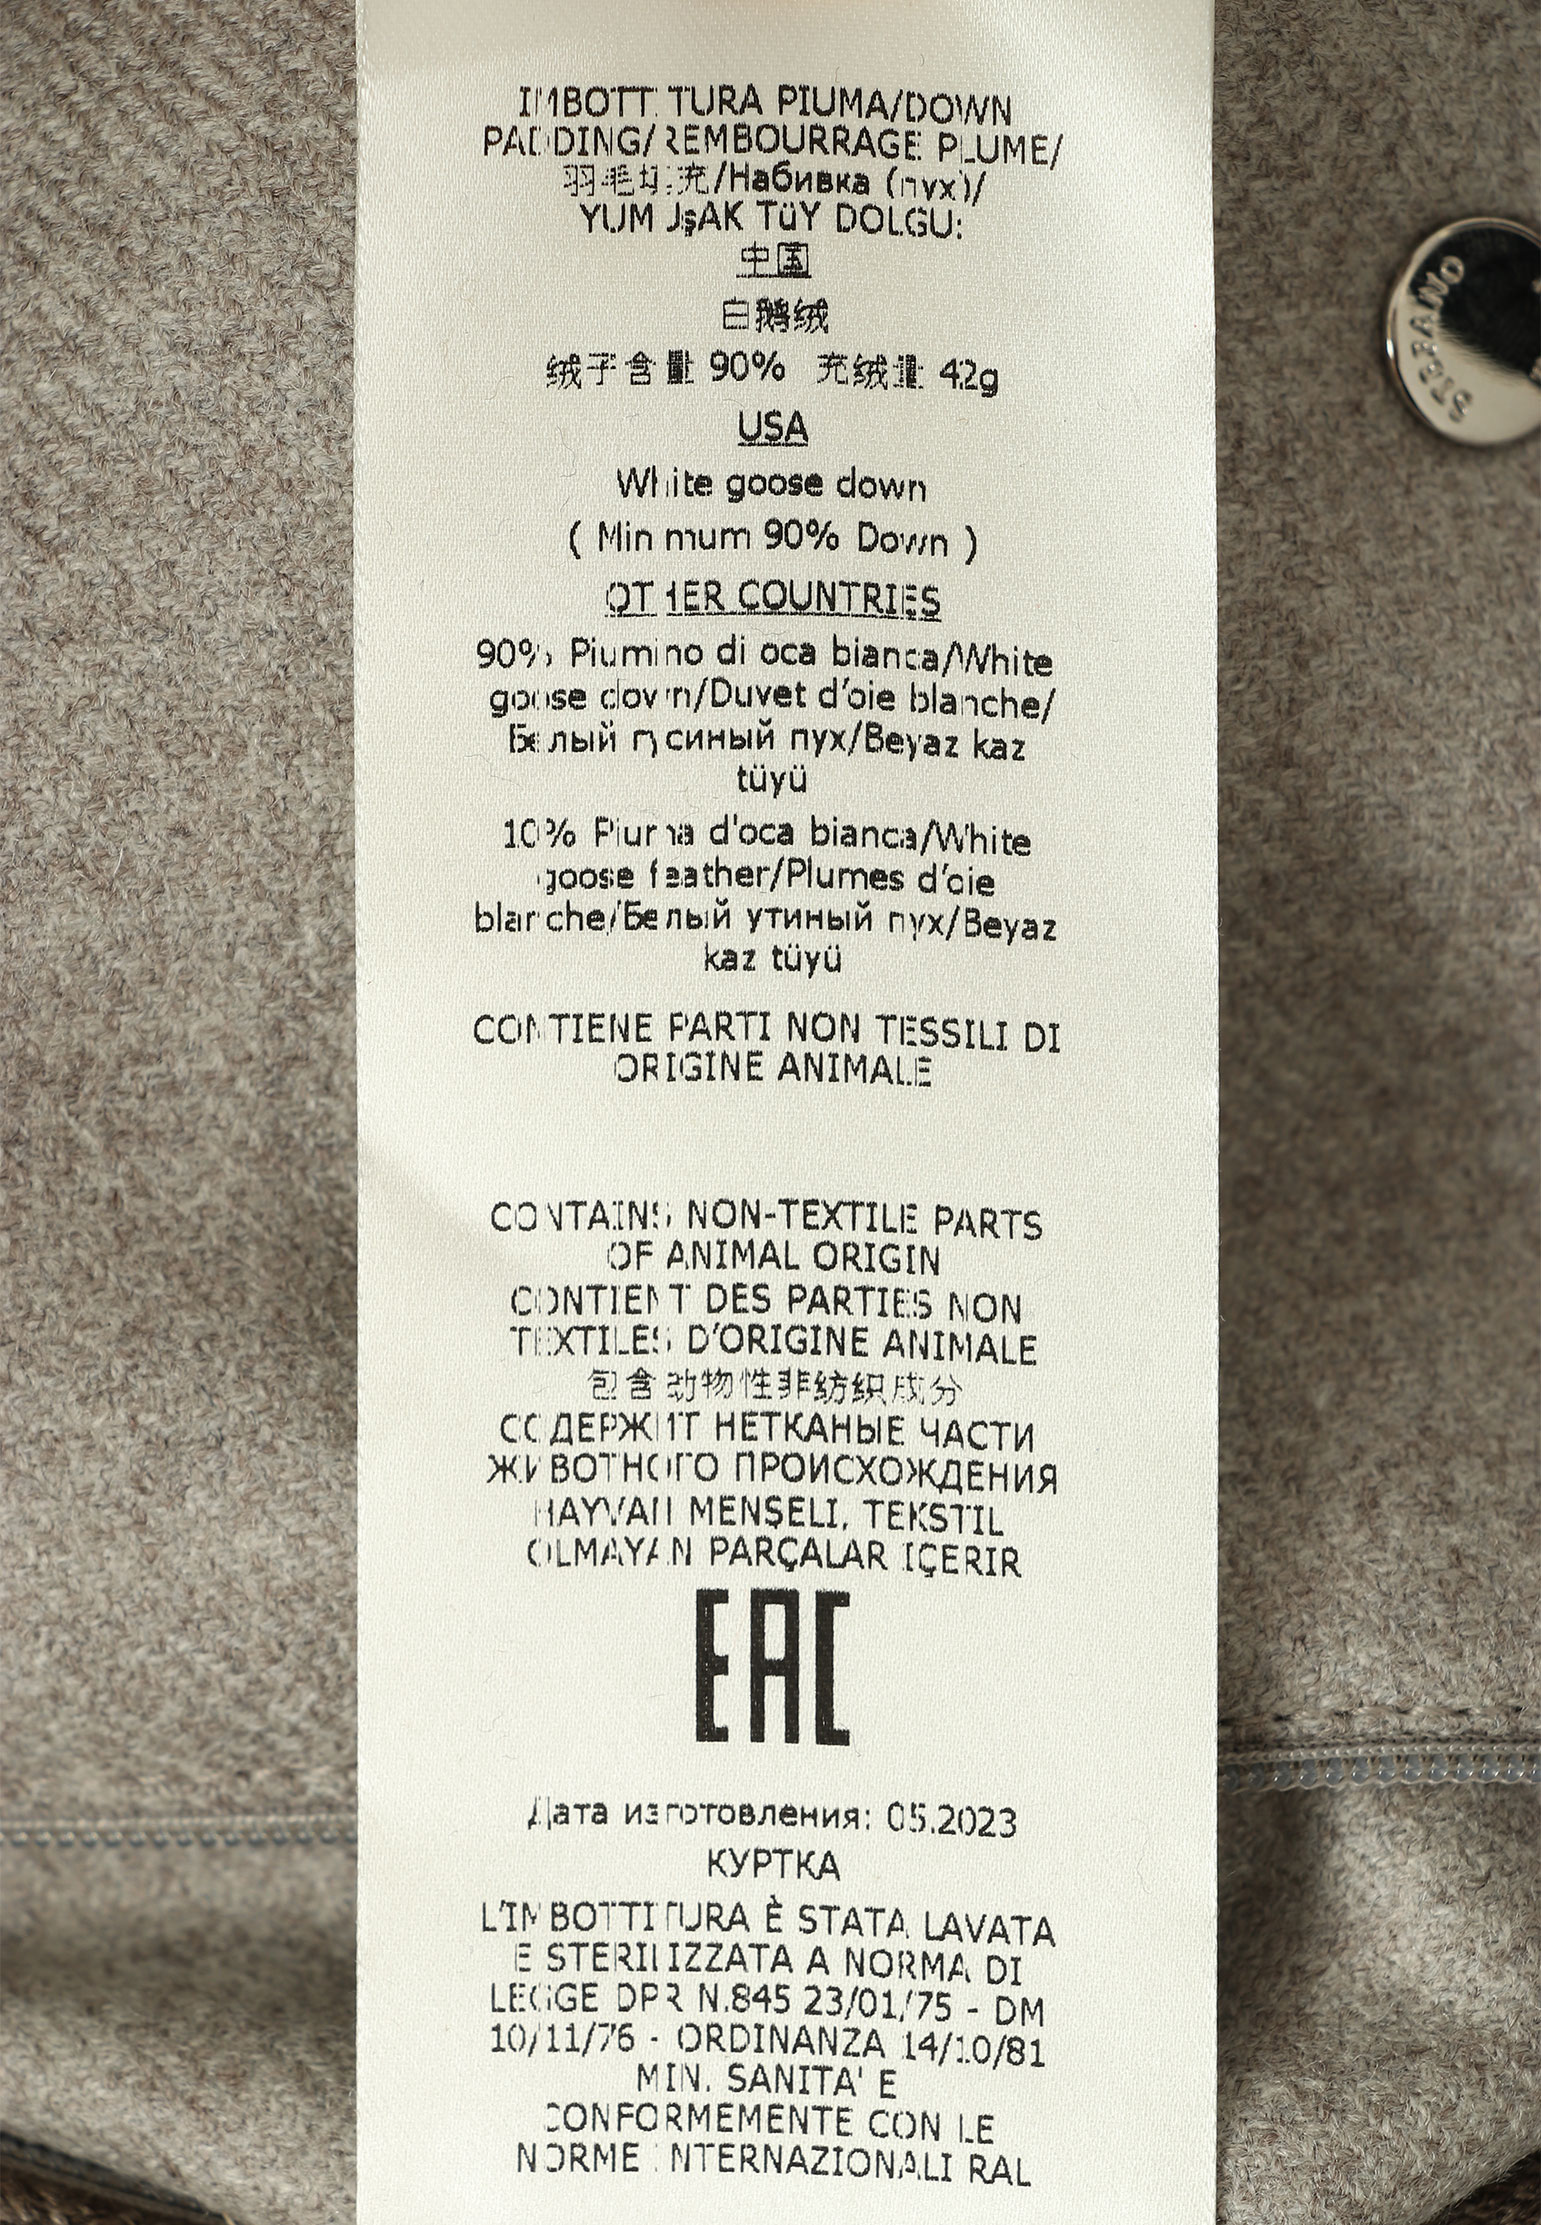 IMBOTTITURA PIUMA/DOWN
PADDING/REMBOURRAGE PLUME/
羽毛填充/Набивка (пух)/
YUMUşAK TüY DOLGU:
中国
白鹅绒
绒子含量 90% 充绒量 42g
USA
White goose down
( Minimum 90% Down )
OTHER COUNTRIES
90% Piumino di oca bianca/White
goose down/Duvet d’oie blanche/
Белый гусиный пух/Beyaz kaz
tüyü
10% Piuma d'oca bianca/White
goose feather/Plumes d’oie
blanche/Белый утиный пух/Beyaz
kaz tüyü
CONTIENE PARTI NON TESSILI DI
ORIGINE ANIMALE
CONTAINS NON-TEXTILE PARTS
OF ANIMAL ORIGIN
CONTIENT DES PARTIES NON
TEXTILES D’ORIGINE ANIMALE
包含动物性非纺织成分
СОДЕРЖИТ НЕТКАНЫЕ ЧАСТИ
ЖИВОТНОГО ПРОИСХОЖДЕНИЯ
HAYVAN MENŞELI, TEKSTIL
OLMAYAN PARÇALAR IÇERIR
EAC
Дата изготовления: 05.2023
КУРТКА
L’IMBOTTITURA È STATA LAVATA
E STERILIZZATA A NORMA DI
LEGGE DPR N.845 23/01/75 - DM
10/11/76 - ORDINANZA 14/10/81
MIN. SANITA' E
CONFORMEMENTE CON LE
NORME INTERNAZIONALI RAL
STEFANO